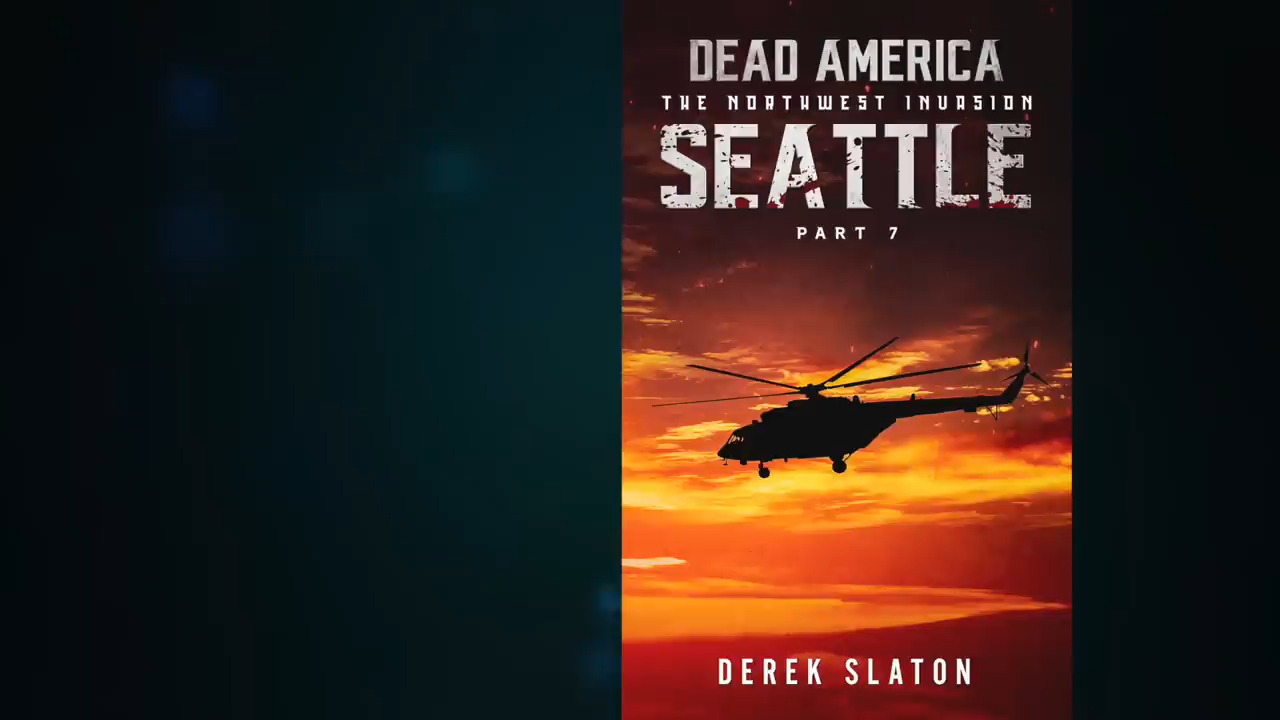 DEAD AMERICA
THE NORTHWEST INVASION
SEATTLE
PART 7
DEREK SLATON